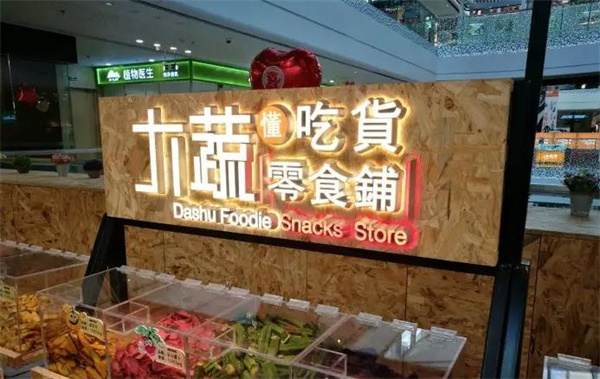 大蔬 懂 吃貨
零食鋪
Dashu Foodie Snacks Store
植物医生